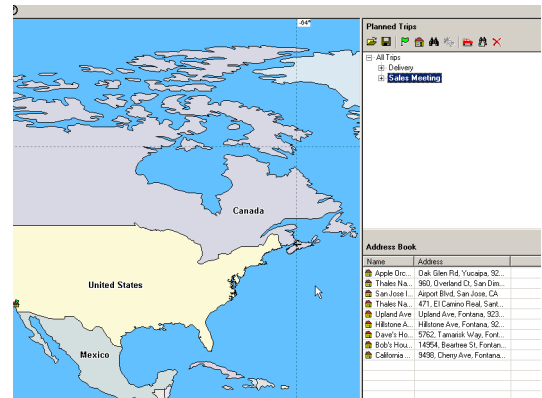 -64°
Planned Trips
All Trips
Delivery
Sales Meeting
Canada
United States
Mexico
Address Book
Name Address
Apple Orc... Oak Glen Rd, Yucaipa, 92...
Thales Na... 960, Overland Ct, San Dim...
San Jose I... Airport Blvd, San Jose, CA
Thales Na... 471, El Camino Real, Sant...
Upland Ave Upland Ave, Fontana, 923...
Hillstone A... Hillstone Ave, Fontana, 92...
Dave's Ho... 5762, Tamarisk Way, Font...
Bob's Hou... 14954, Beartree St, Fontan...
California ... 9498, Cherry Ave, Fontana...